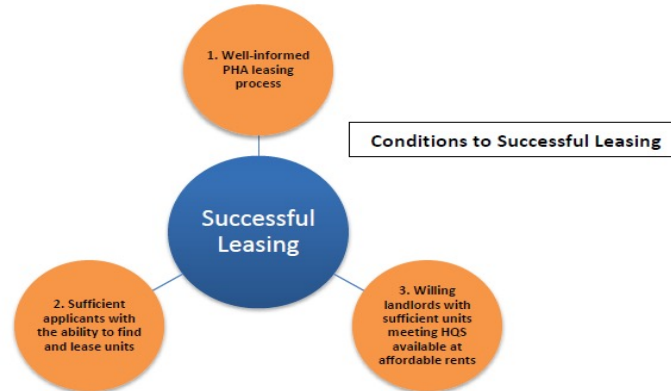 1. Well-informed
PHA leasing
process
Conditions to Successful Leasing
Successful
Leasing
2. Sufficient
applicants with
the ability to find
and lease units
3. Willing
landlords with
sufficient units
meeting HQS
available at
affordable rents